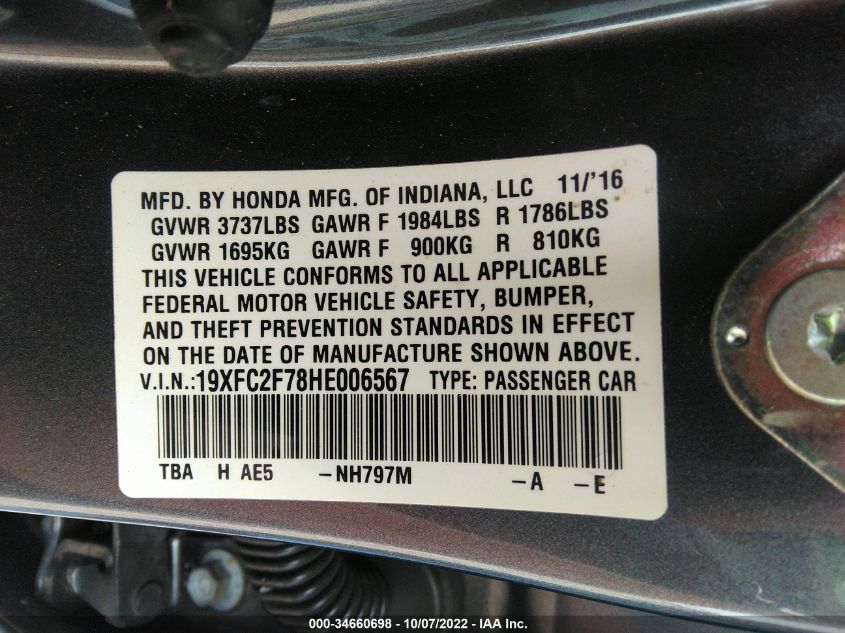 MFD. BY HONDA MFG. OF INDIANA, LLC 11/'16
GVWR 3737LBS GAWR F 1984LBS R 1786LBS
GVWR 1695KG GAWR F 900KG R 810KG
THIS VEHICLE CONFORMS TO ALL APPLICABLE
FEDERAL MOTOR VEHICLE SAFETY, BUMPER,
AND THEFT PREVENTION STANDARDS IN EFFECT
ON THE DATE OF MANUFACTURE SHOWN ABOVE.
V.I.N.:19XFC2F78HE006567 TYPE: PASSENGER CAR
TBA H AE5 -NH797M -A -E
000-34660698 - 10/07/2022 - IAA Inc.